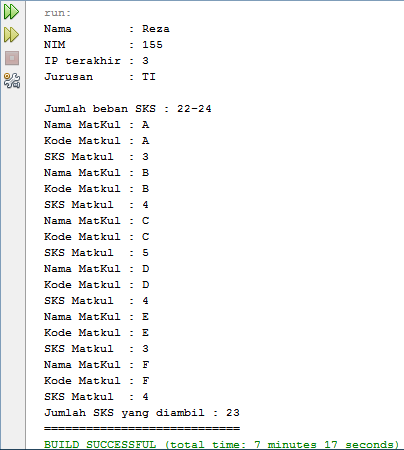 run:
Nama        : Reza
NIM         : 155
IP terakhir : 3
Jurusan     : TI

Jumlah beban SKS : 22-24
Nama MatKul : A
Kode Matkul : A
SKS Matkul  : 3
Nama MatKul : B
Kode Matkul : B
SKS Matkul  : 4
Nama MatKul : C
Kode Matkul : C
SKS Matkul  : 5
Nama MatKul : D
Kode Matkul : D
SKS Matkul  : 4
Nama MatKul : E
Kode Matkul : E
SKS Matkul  : 3
Nama MatKul : F
Kode Matkul : F
SKS Matkul  : 4
Jumlah SKS yang diambil : 23
============================
BUILD SUCCESSFUL (total time: 7 minutes 17 seconds)